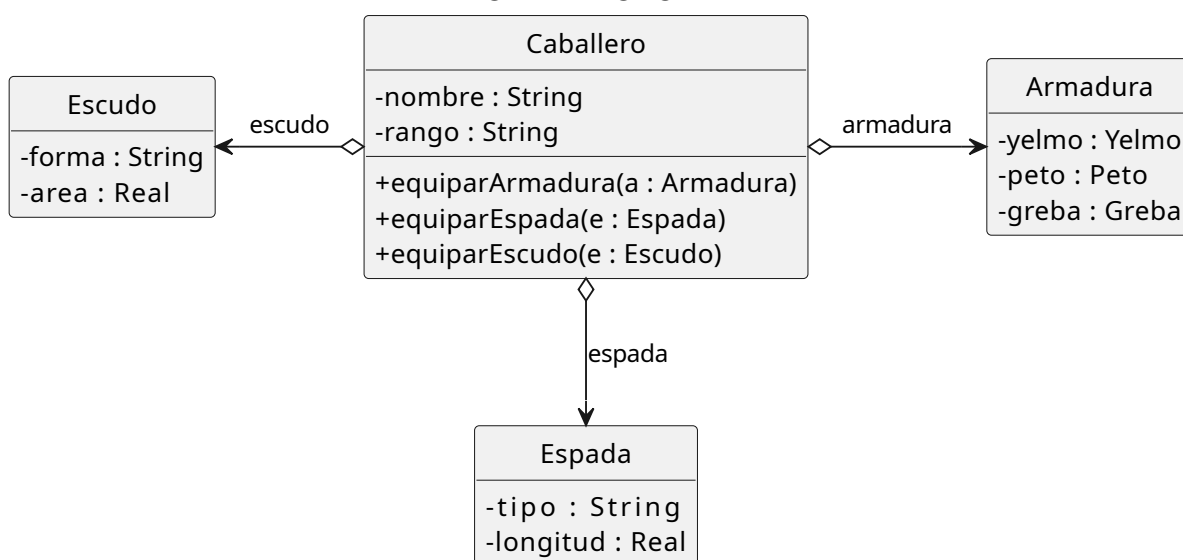 Caballero
-nombre : String
-rango : String
+equiparArmadura(a : Armadura)
+equiparEspada(e : Espada)
+equiparEscudo(e : Escudo)
Escudo
-forma : String
-area : Real
escudo
armadura
Armadura
-yelmo : Yelmo
-peto : Peto
-greba : Greba
espada
Espada
-tipo : String
-longitud : Real